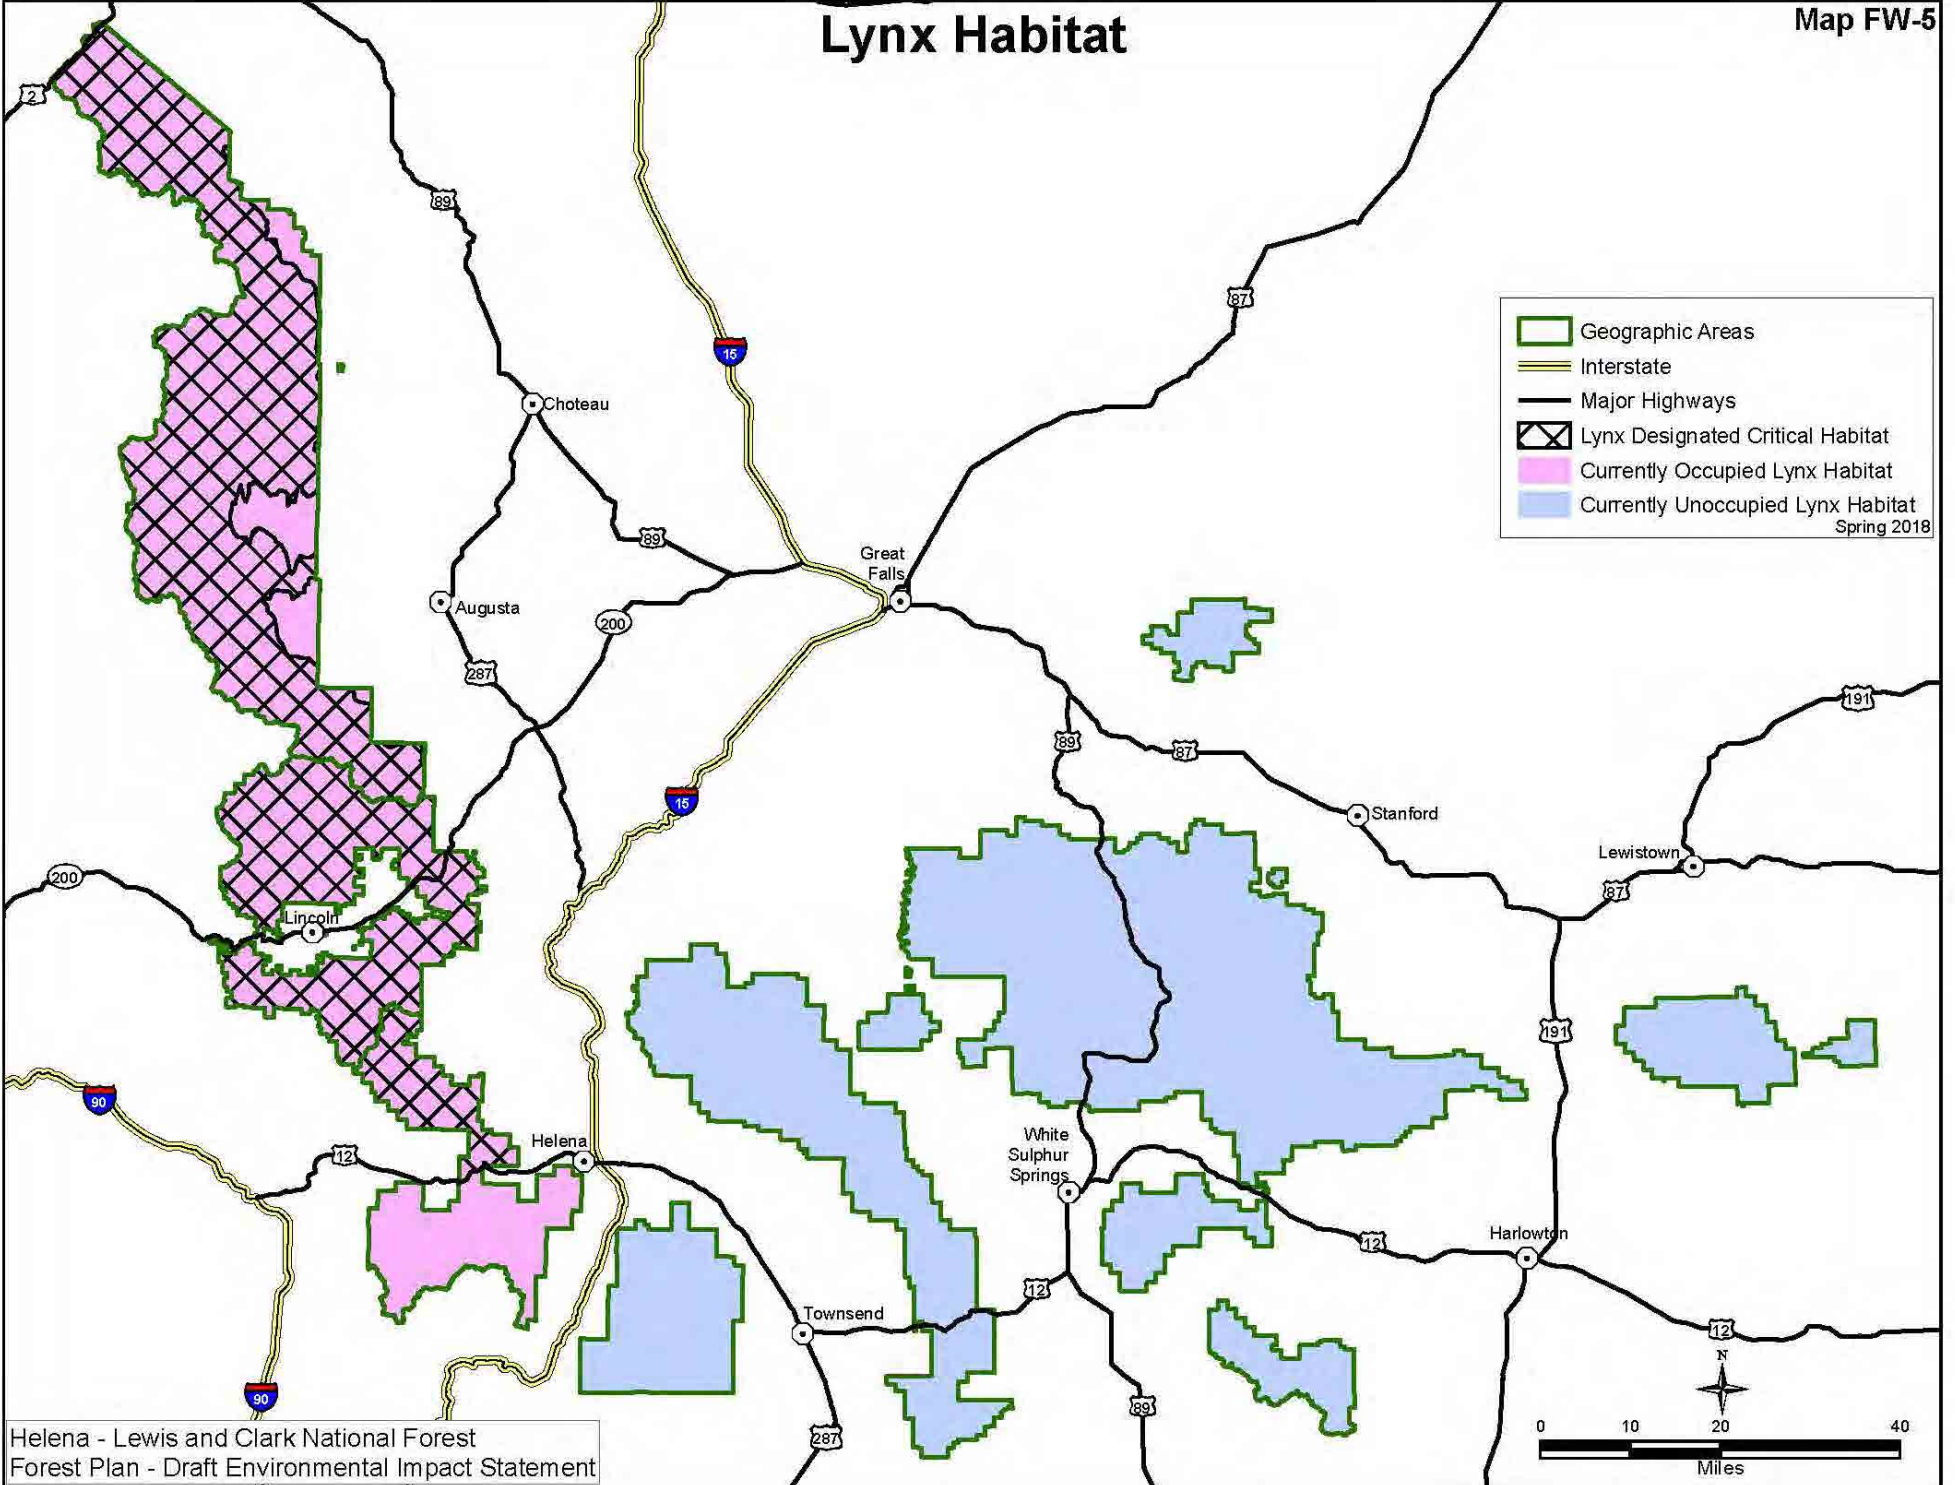 Lynx Habitat
Map FW-5
2
89
15
87
Geographic Areas
Interstate
Major Highways
Lynx Designated Critical Habitat
Currently Occupied Lynx Habitat
Currently Unoccupied Lynx Habitat
Spring 2018
Choteau
89
Great
Falls
Augusta
200
287
191
89
87
15
Stanford
Lewistown
87
200
Lincoln
191
90
White
Sulphur
Springs
Helena
12
Harlowton
12
12
Townsend
12
90
89
287
N
0 10 20 40
Miles
Helena - Lewis and Clark National Forest
Forest Plan - Draft Environmental Impact Statement